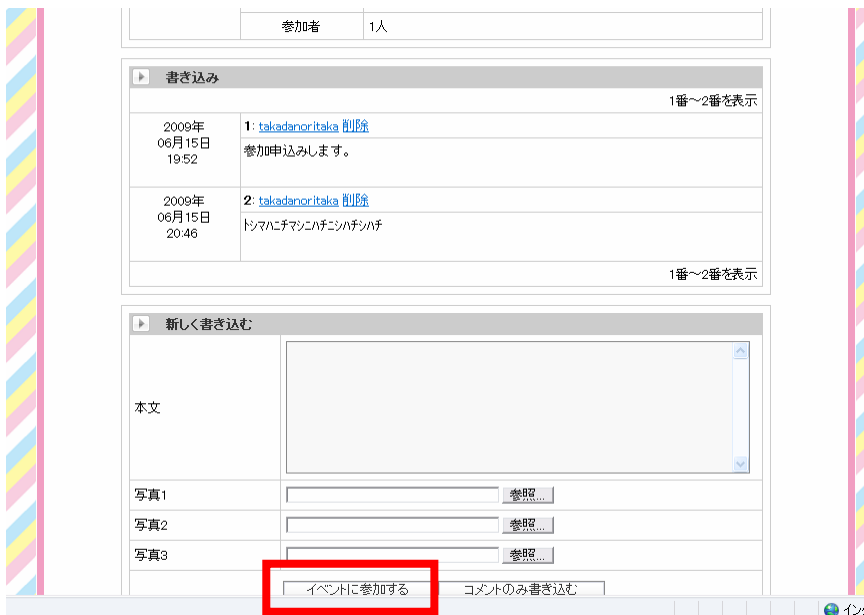 参加者 1人
書き込み
1番～2番を表示
2009年
06月15日
19:52
1: takadanoritaka 削除
参加申込みします。
2009年
06月15日
20:46
2: takadanoritaka 削除
ﾄｼﾏﾊﾆﾁﾏｼﾆﾊﾁﾆｼﾊﾁｼﾊﾁ
1番～2番を表示
新しく書き込む
本文
写真1 参照...
写真2 参照...
写真3 参照...
イベントに参加する コメントのみ書き込む